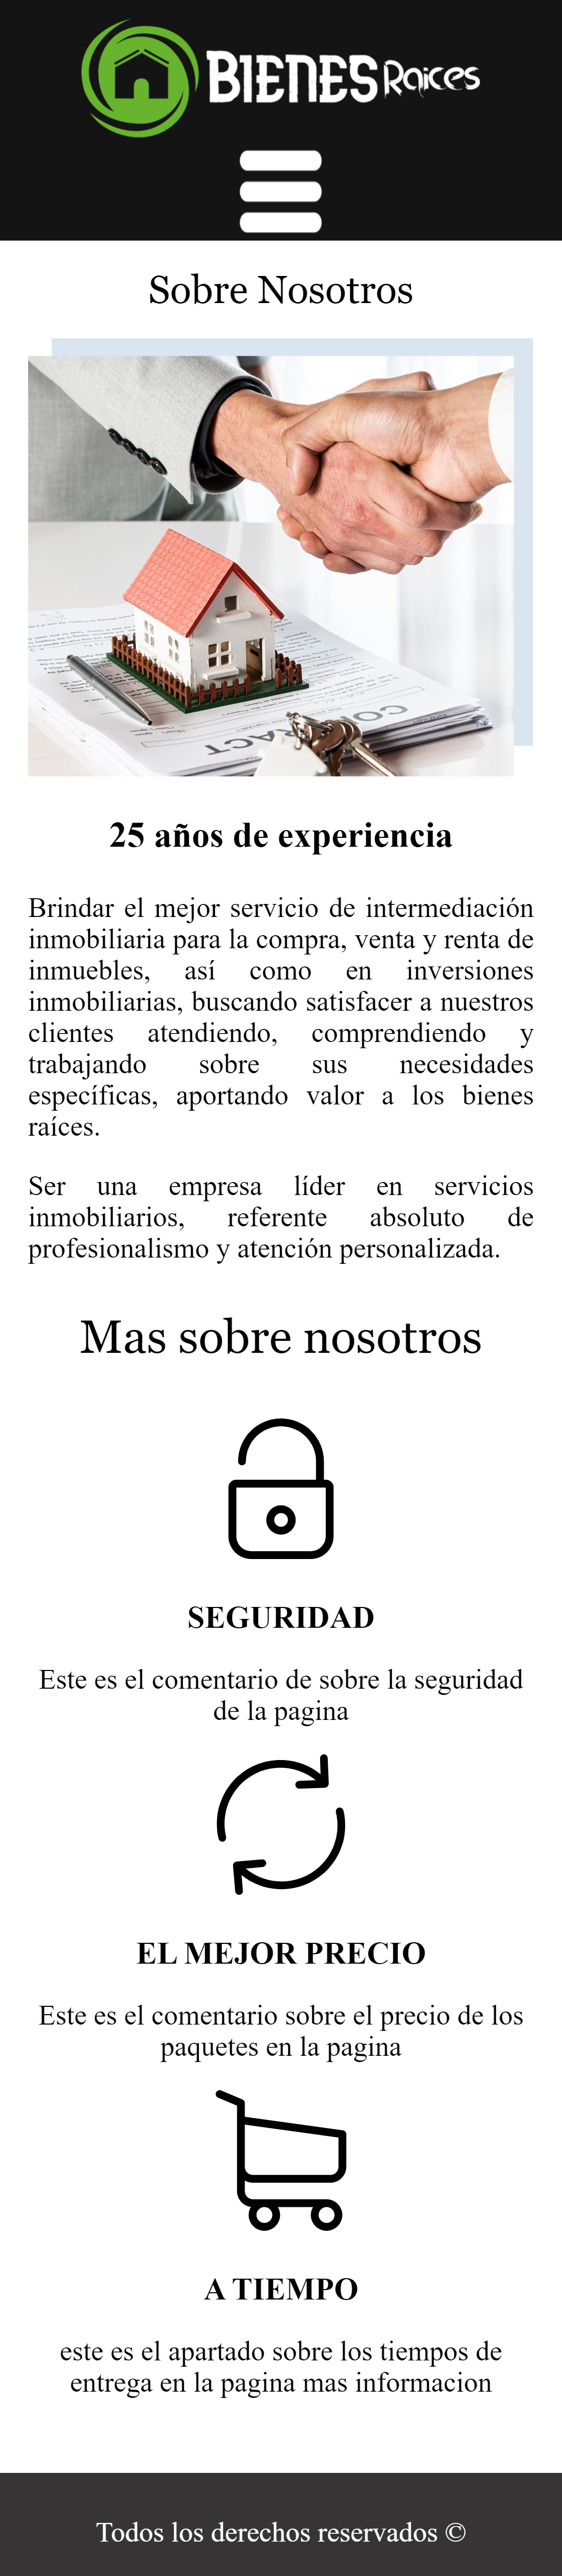 BIENES Raices
Sobre Nosotros
CONTRACT
25 años de experiencia
Brindar el mejor servicio de intermediación
inmobiliaria para la compra, venta y renta de
inmuebles, así como en inversiones
inmobiliarias, buscando satisfacer a nuestros
clientes atendiendo, comprendiendo y
trabajando sobre sus necesidades
específicas, aportando valor a los bienes
raíces.
Ser una empresa líder en servicios
inmobiliarios, referente absoluto de
profesionalismo y atención personalizada.
Mas sobre nosotros
SEGURIDAD
Este es el comentario de sobre la seguridad
de la pagina
EL MEJOR PRECIO
Este es el comentario sobre el precio de los
paquetes en la pagina
A TIEMPO
este es el apartado sobre los tiempos de
entrega en la pagina mas informacion
Todos los derechos reservados ©